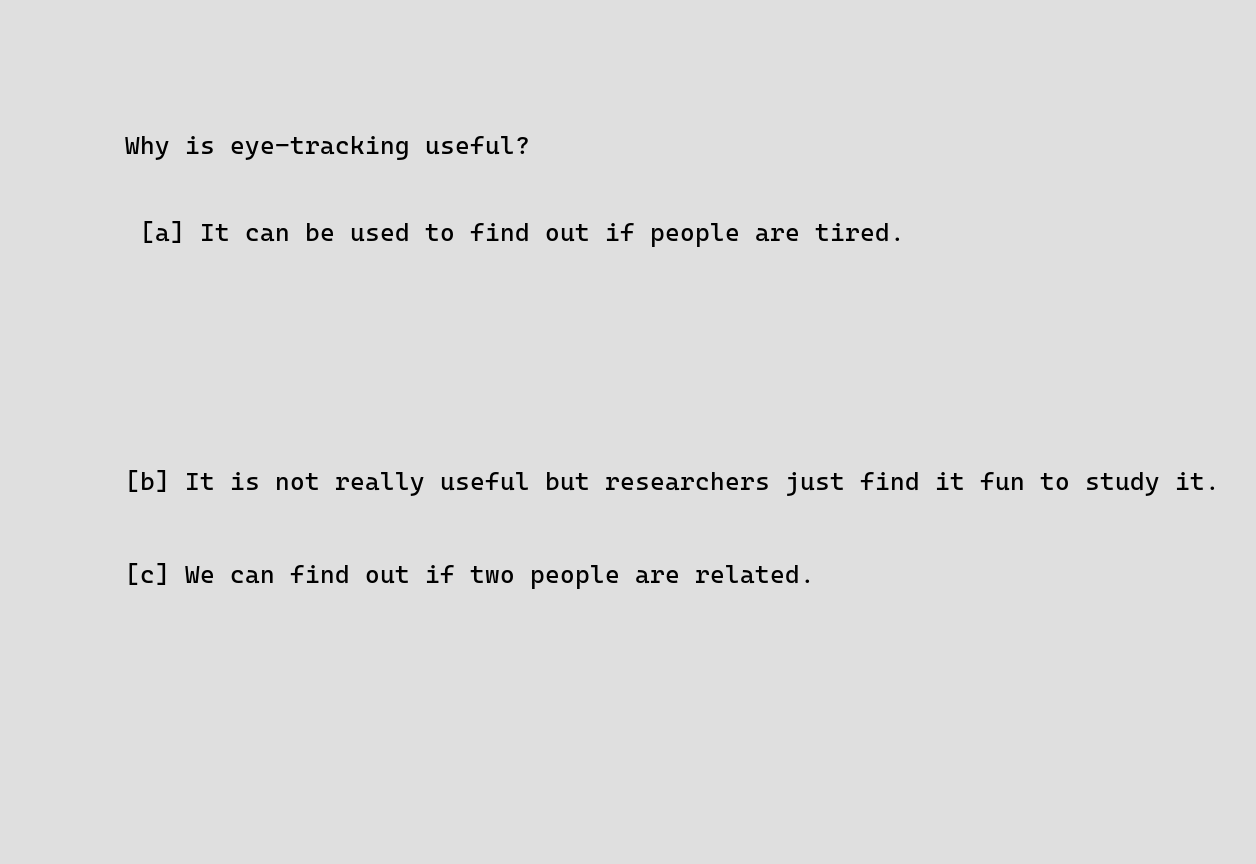 Why is eye-tracking useful?
[a] It can be used to find out if people are tired.
[b] It is not really useful but researchers just find it fun to study it.
[c] We can find out if two people are related.